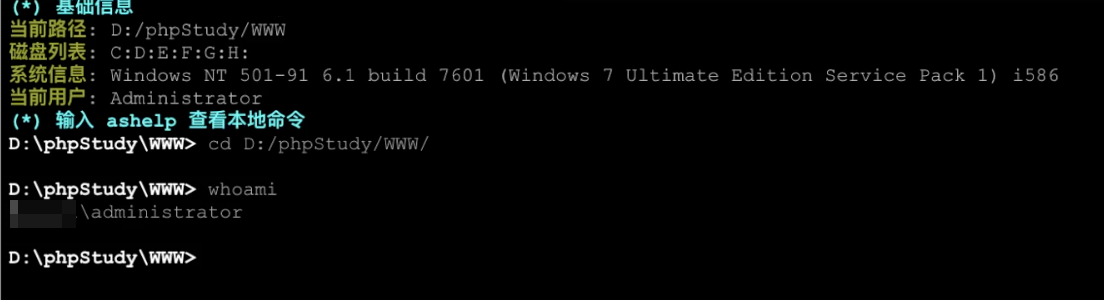 (*) 基础信息
当前路径: D:/phpStudy/WWW
磁盘列表: C:D:E:F:G:H:
系统信息: Windows NT 501-91 6.1 build 7601 (Windows 7 Ultimate Edition Service Pack 1) i586
当前用户: Administrator
(*) 输入 ashelp 查看本地命令
D:\phpStudy\WWW> cd D:/phpStudy/WWW/
D:\phpStudy\WWW> whoami
\administrator
D:\phpStudy\WWW>